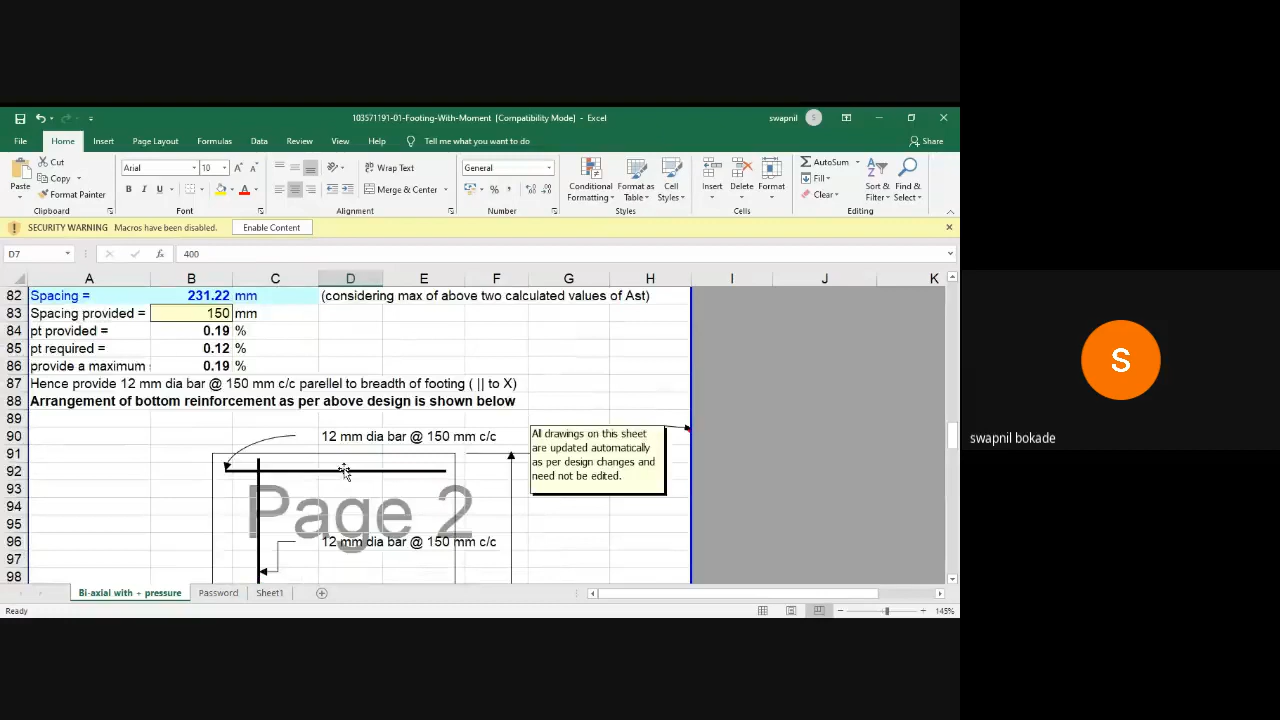 103571191-01-Footing-With-Moment [Compatibility Mode] - Excel
swapnil
S
File Home Insert Page Layout Formulas Data Review View Help Tell me what you want to do
Share
Paste
Cut
Copy
Format Painter
Clipboard
Arial 10
B I U
Font
Wrap Text
Merge & Center
Alignment
General
Number
Conditional Formatting
Format as Table
Cell Styles
Styles
Insert Delete Format
Cells
AutoSum
Fill
Clear
Sort & Filter
Find & Select
Editing
SECURITY WARNING Macros have been disabled. Enable Content
D7 fx 400
A B C D E F G H I J K
82 Spacing = 231.22 mm (considering max of above two calculated values of Ast)
83 Spacing provided = 150 mm
84 pt provided = 0.19 %
85 pt required = 0.12 %
86 provide a maximum 0.19 %
87 Hence provide 12 mm dia bar @ 150 mm c/c parellel to breadth of footing ( || to X)
88 Arrangement of bottom reinforcement as per above design is shown below
89
90 12 mm dia bar @ 150 mm c/c
All drawings on this sheet
are updated automatically
as per design changes and
need not be edited.
91
92
93
94
Page 2
95
96 12 mm dia bar @ 150 mm c/c
97
98
Bi-axial with + pressure Password Sheet1
Ready
145%
S
swapnil bokade